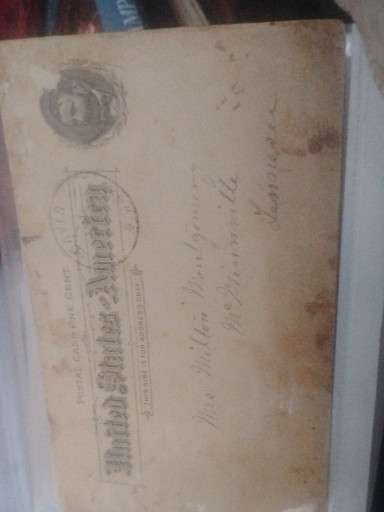 POSTAL CARD ONE CENT
United States of America
THIS SIDE IS FOR ADDRESS ONLY
Mrs Milton Montgomery
McMinnville
Tennessee